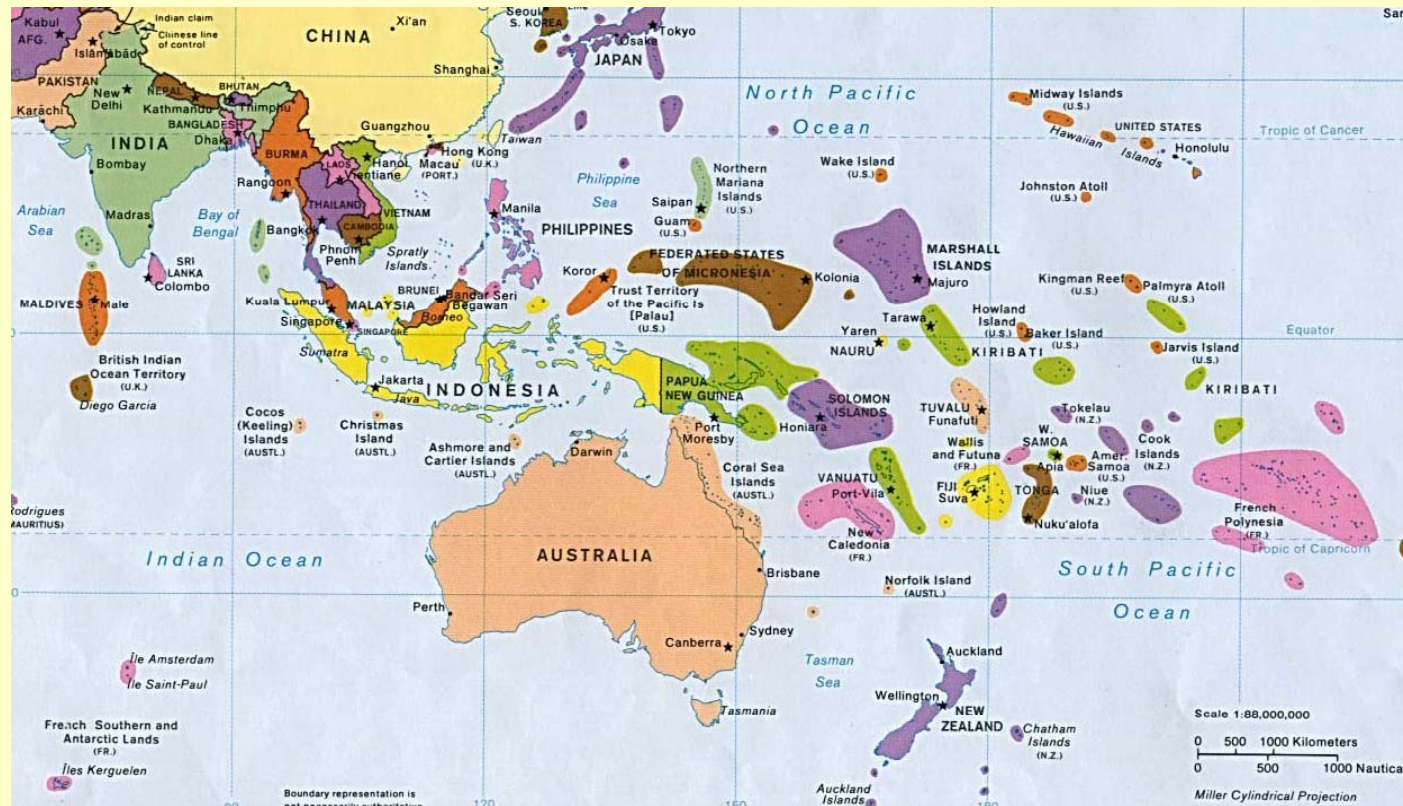 Kabul
AFG.
Indian claim
Chinese line
of control
Islāmābād
Xi'an
CHINA
Seoul
S. KOREA
Tokyo
Osaka
JAPAN
Shanghai
PAKISTAN
New
Delhi
NEPAL
Kathmandu
BHUTAN
Thimphu
Karāchi
BANGLADESH
Dhaka
INDIA
Guangzhou
Taiwan
North Pacific
Ocean
Midway Islands
(U.S.)
Hawaiian
Islands
UNITED STATES
Honolulu
Tropic of Cancer
BURMA
Hanoi
LAOS
Vientiane
Macau
(PORT.)
Hong Kong
(U.K.)
Bombay
Rangoon
THAILAND
VIETNAM
Philippine
Sea
Northern
Mariana
Islands
(U.S.)
Wake Island
(U.S.)
Johnston Atoll
(U.S.)
Arabian
Sea
Madras
Bay of
Bengal
Bangkok
CAMBODIA
Phnom
Penh
Spratly
Islands
Manila
PHILIPPINES
Saipan
Guam
(U.S.)
SRI
LANKA
Colombo
MALDIVES
Male
Kuala Lumpur
MALAYSIA
BRUNEI
Bandar Seri
Begawan
Singapore
SINGAPORE
Borneo
Koror
Trust Territory
of the Pacific Is
[Palau]
(U.S.)
FEDERATED STATES
OF MICRONESIA
Kolonia
MARSHALL
ISLANDS
Majuro
Kingman Reef
(U.S.)
Palmyra Atoll
(U.S.)
Tarawa
Howland
Island
(U.S.)
Baker Island
(U.S.)
Jarvis Island
(U.S.)
Equator
Yaren
NAURU
KIRIBATI
KIRIBATI
British Indian
Ocean Territory
(U.K.)
Diego Garcia
Sumatra
Jakarta
Java
INDONESIA
PAPUA
NEW GUINEA
Port
Moresby
SOLOMON
ISLANDS
Honiara
TUVALU
Funafuti
Tokelau
(N.Z.)
Cocos
(Keeling)
Islands
(AUSTL.)
Christmas
Island
(AUSTL.)
Ashmore and
Cartier Islands
(AUSTL.)
Darwin
Coral Sea
Islands
(AUSTL.)
Wallis
and Futuna
(FR.)
W.
SAMOA
Apia
Amer.
Samoa
(U.S.)
Cook
Islands
(N.Z.)
VANUATU
Port-Vila
FIJI
Suva
TONGA
Nuku'alofa
Niue
(N.Z.)
French
Polynesia
(FR.)
Rodrigues
(MAURITIUS)
New
Caledonia
(FR.)
Tropic of Capricorn
Indian Ocean
AUSTRALIA
Brisbane
Norfolk Island
(AUSTL.)
South Pacific
Ocean
Perth
Canberra
Sydney
Tasman
Sea
Auckland
Wellington
NEW
ZEALAND
Île Amsterdam
Île Saint-Paul
Tasmania
Chatham
Islands
(N.Z.)
French Southern and
Antarctic Lands
(FR.)
Îles Kerguelen
Auckland
Islands
Scale 1:88,000,000
0 500 1000 Kilometers
0 500 1000 Nautica
Miller Cylindrical Projection
Boundary representation is
120
150
180